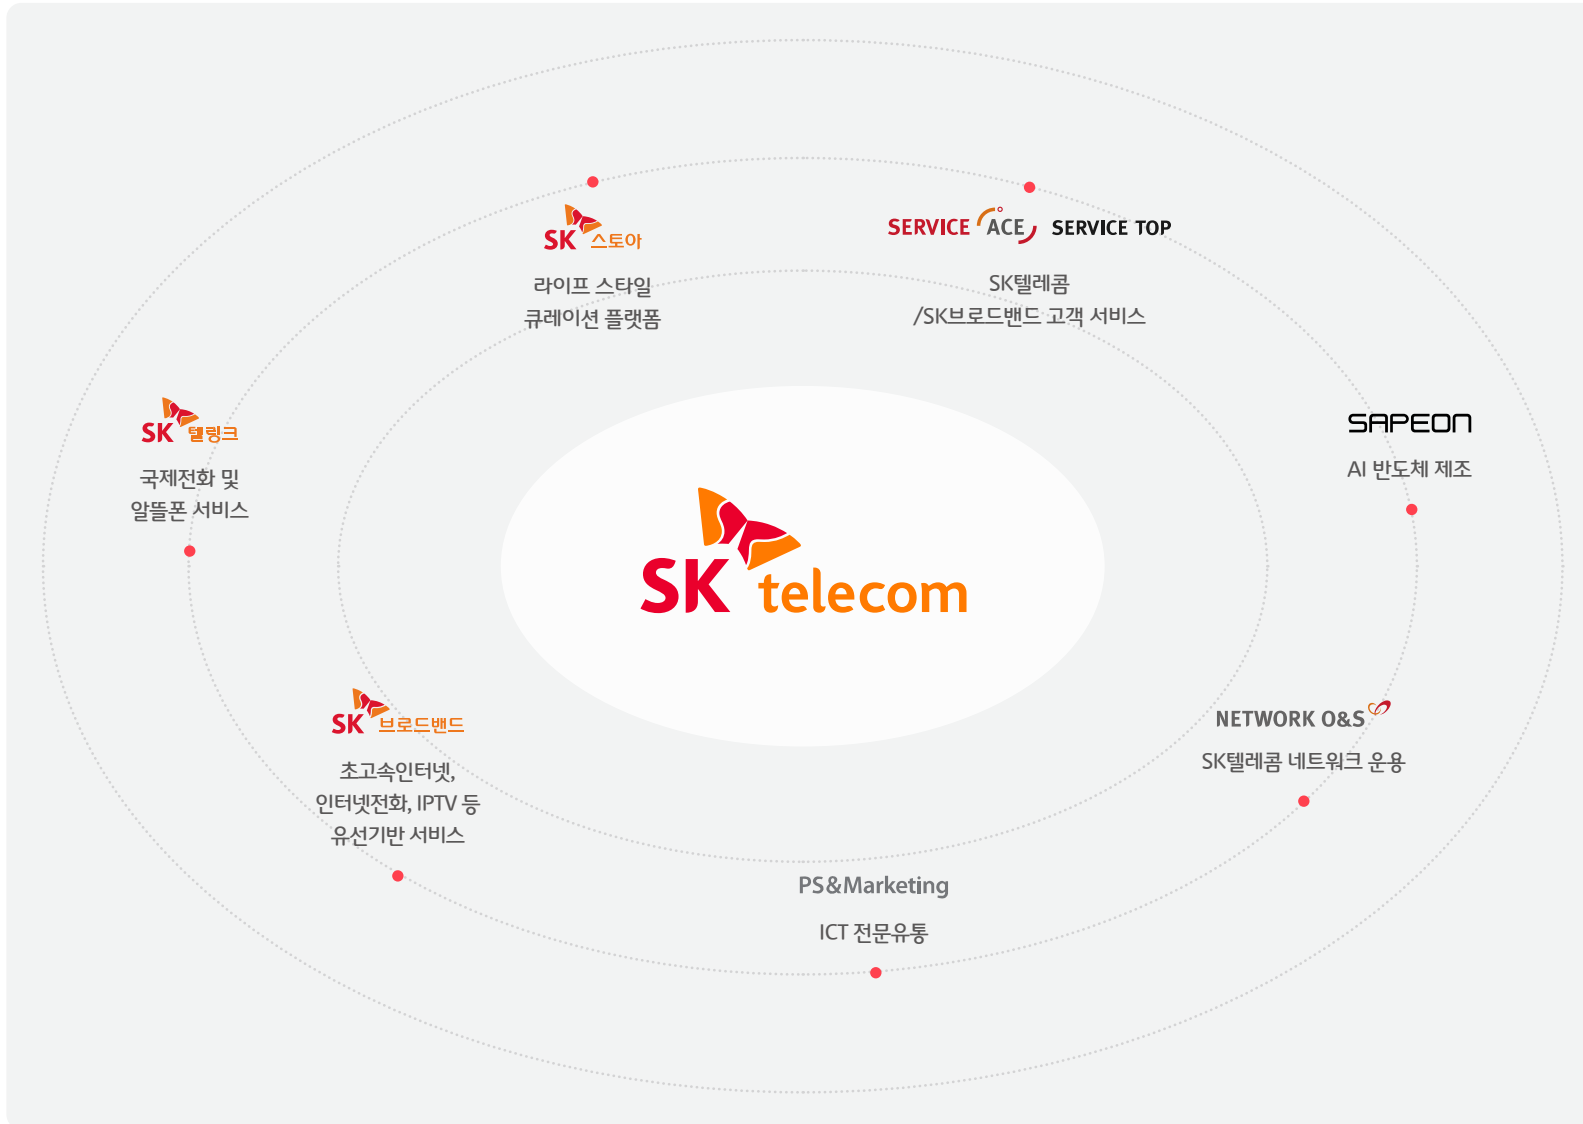 SK 스토아
라이프 스타일
큐레이션 플랫폼
SERVICE ACE SERVICE TOP
SK텔레콤
/SK브로드밴드 고객 서비스
SK 텔링크
국제전화 및
알뜰폰 서비스
SAPEON
AI 반도체 제조
SK telecom
SK 브로드밴드
초고속인터넷,
인터넷전화, IPTV 등
유선기반 서비스
NETWORK O&S
SK텔레콤 네트워크 운용
PS&Marketing
ICT 전문유통